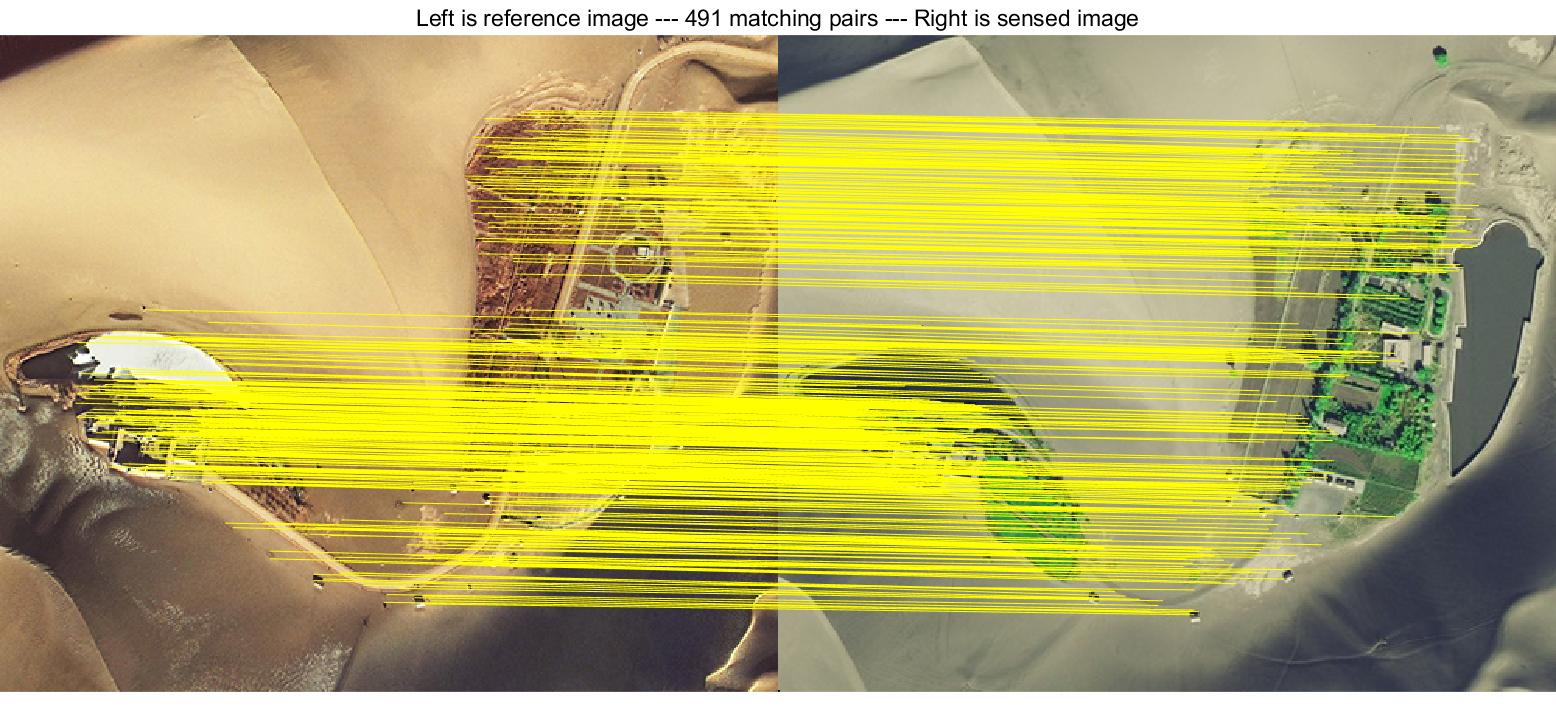 Left is reference image --- 491 matching pairs --- Right is sensed image